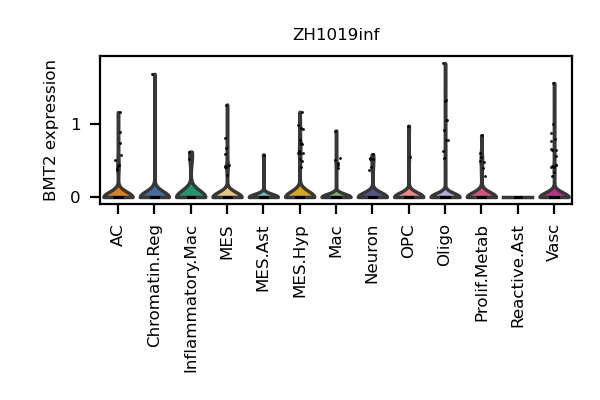 ZH1019inf
BMT2 expression
1
0
AC
Chromatin.Reg
Inflammatory.Mac
MES
MES.Ast
MES.Hyp
Mac
Neuron
OPC
Oligo
Prolif.Metab
Reactive.Ast
Vasc